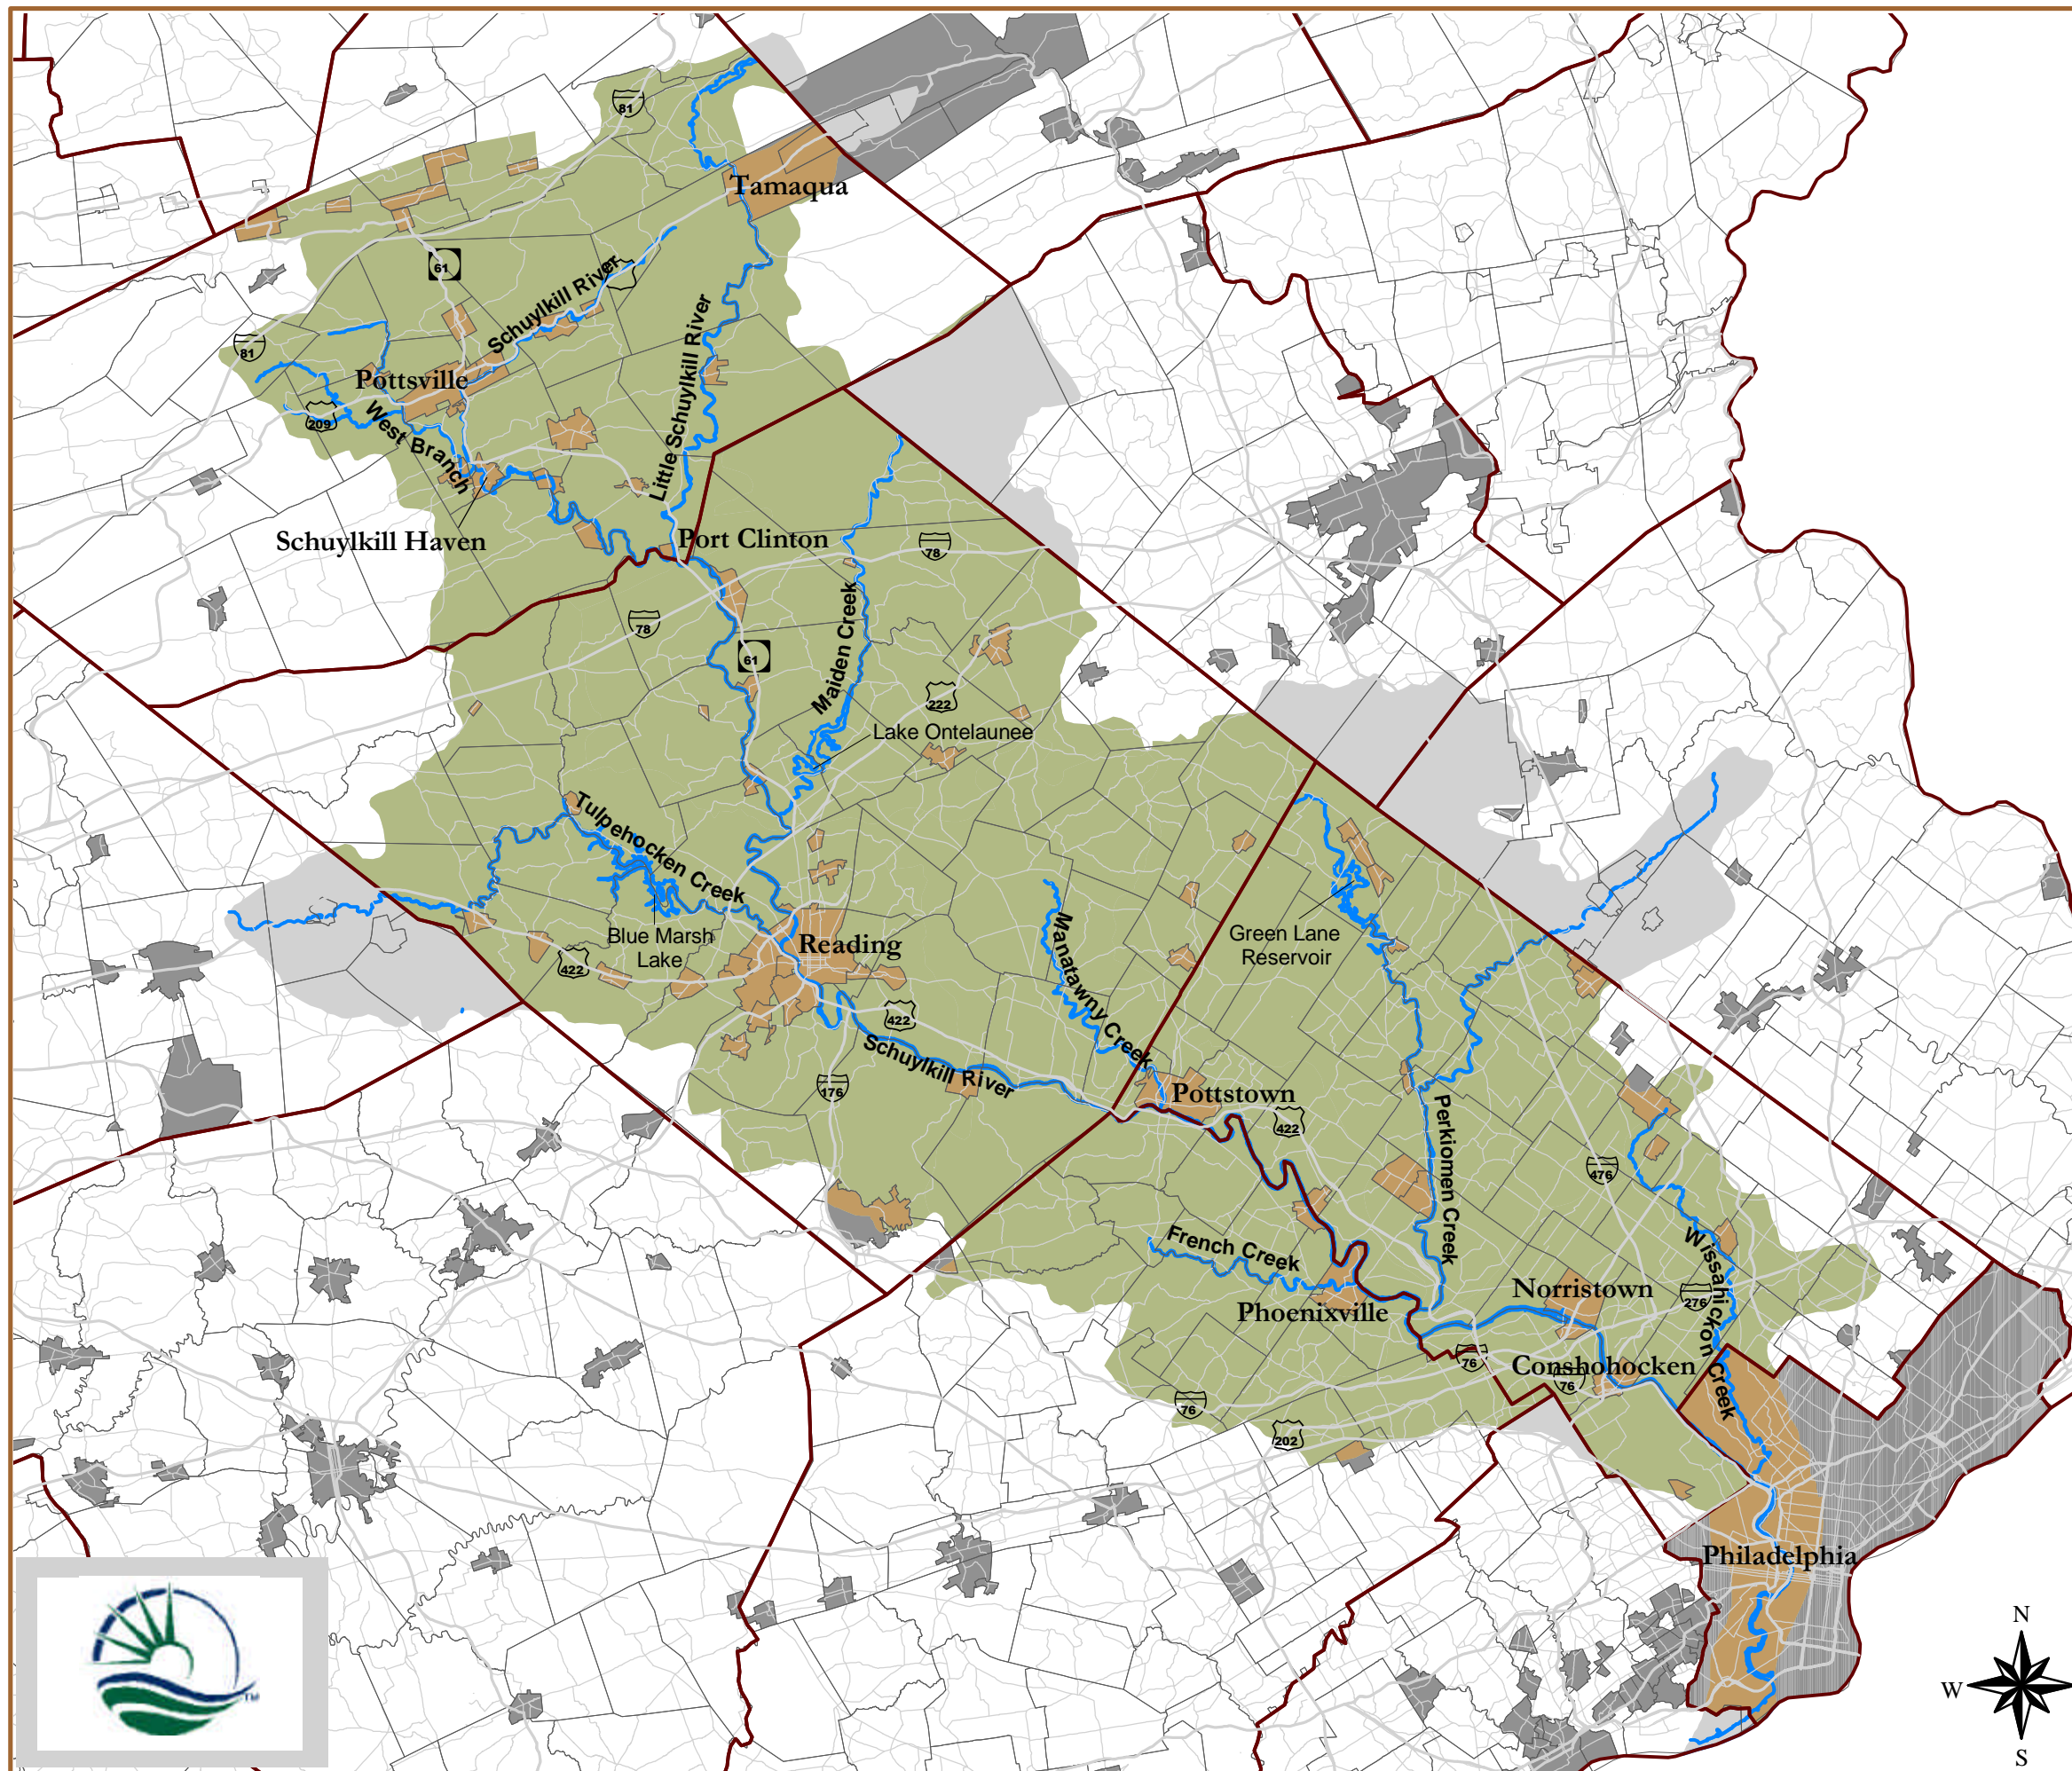 81
Tamaqua
61
Schuylkill River
Little Schuylkill River
81
Pottsville
209
West Branch
Schuylkill Haven
Port Clinton
78
78
61
Maiden Creek
222
Lake Ontelaunee
Tulpehocken Creek
Blue Marsh
Lake
Reading
422
422
Manatawny Creek
Green Lane
Reservoir
Schuylkill River
176
Pottstown
422
Perkiomen Creek
476
French Creek
Wissahickon Creek
Phoenixville
Norristown
276
76
Conshohocken
76
76
202
Philadelphia
TM
N
W
S